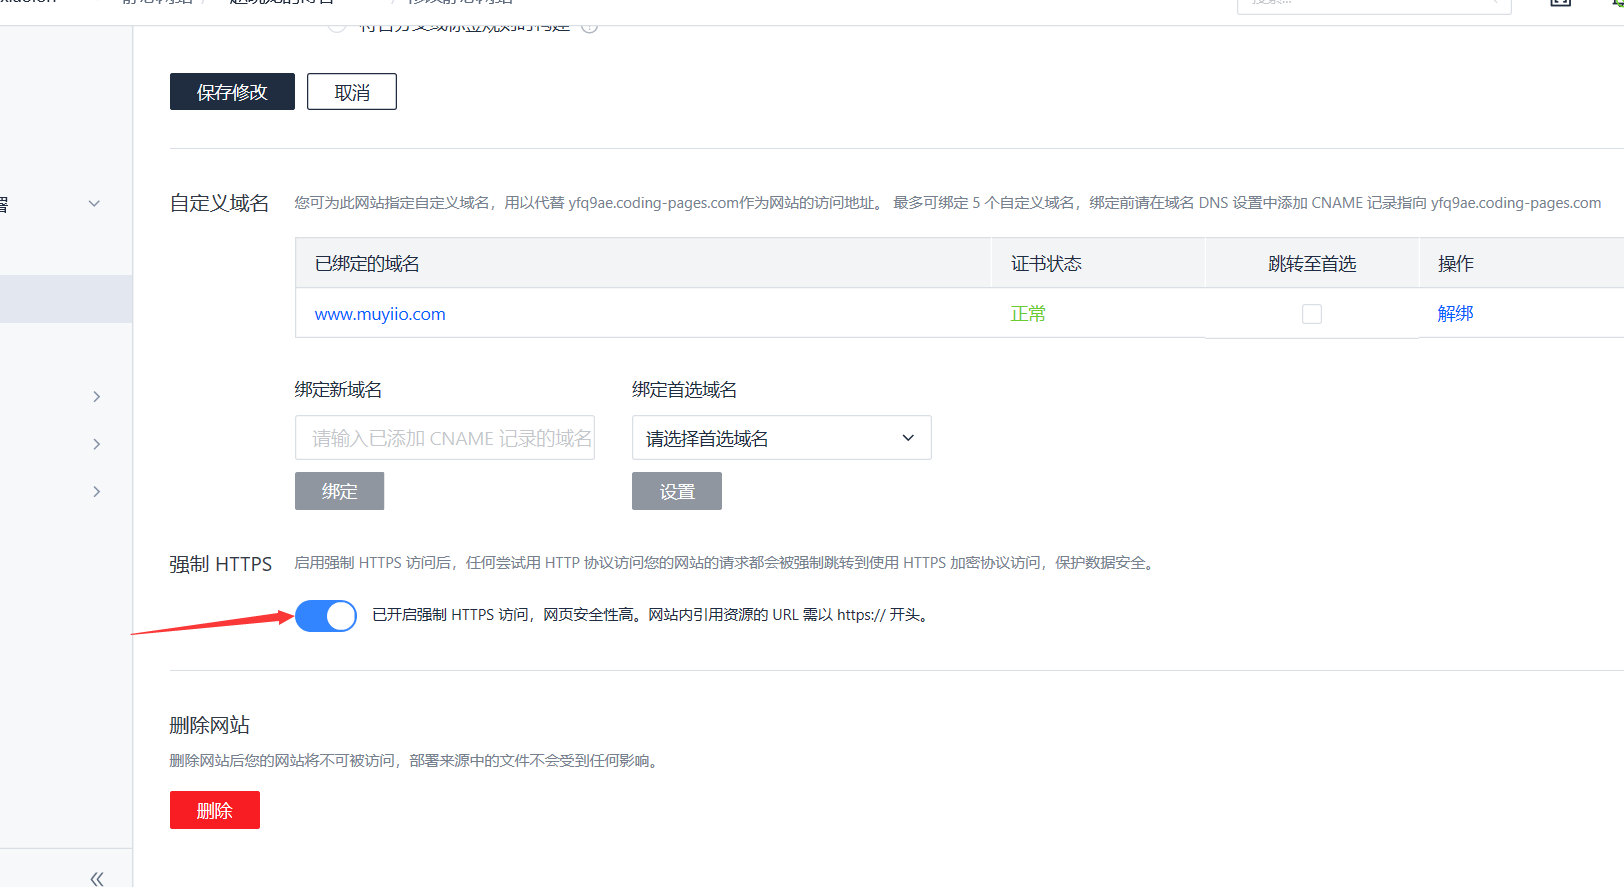 保存修改
取消
自定义域名
您可为此网站指定自定义域名，用以代替 yfq9ae.coding-pages.com作为网站的访问地址。 最多可绑定 5 个自定义域名，绑定前请在域名 DNS 设置中添加 CNAME 记录指向 yfq9ae.coding-pages.com
已绑定的域名
证书状态
跳转至首选
操作
www.muyiio.com
正常
解绑
绑定新域名
绑定首选域名
请输入已添加 CNAME 记录的域名
请选择首选域名
绑定
设置
强制 HTTPS
启用强制 HTTPS 访问后，任何尝试用 HTTP 协议访问您的网站的请求都会被强制跳转到使用 HTTPS 加密协议访问，保护数据安全。
已开启强制 HTTPS 访问，网页安全性高。网站内引用资源的 URL 需以 https:// 开头。
删除网站
删除网站后您的网站将不可被访问，部署来源中的文件不会受到任何影响。
删除